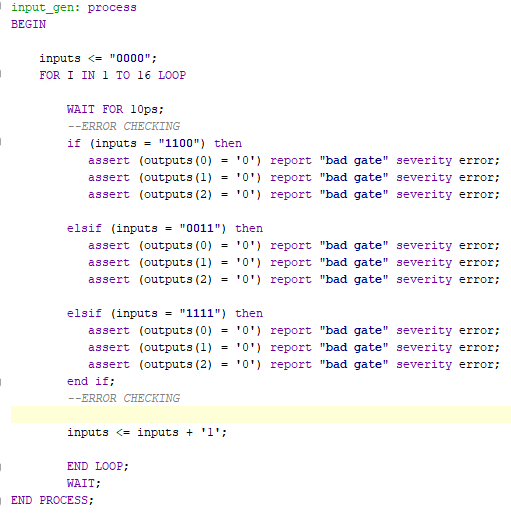 input_gen: process
BEGIN
inputs <= "0000";
FOR I IN 1 TO 16 LOOP
WAIT FOR 10ps;
--ERROR CHECKING
if (inputs = "1100") then
assert (outputs(0) = '0') report "bad gate" severity error;
assert (outputs(1) = '0') report "bad gate" severity error;
assert (outputs(2) = '0') report "bad gate" severity error;
elsif (inputs = "0011") then
assert (outputs(0) = '0') report "bad gate" severity error;
assert (outputs(1) = '0') report "bad gate" severity error;
assert (outputs(2) = '0') report "bad gate" severity error;
elsif (inputs = "1111") then
assert (outputs(0) = '0') report "bad gate" severity error;
assert (outputs(1) = '0') report "bad gate" severity error;
assert (outputs(2) = '0') report "bad gate" severity error;
end if;
--ERROR CHECKING
inputs <= inputs + '1';
END LOOP;
WAIT;
END PROCESS;